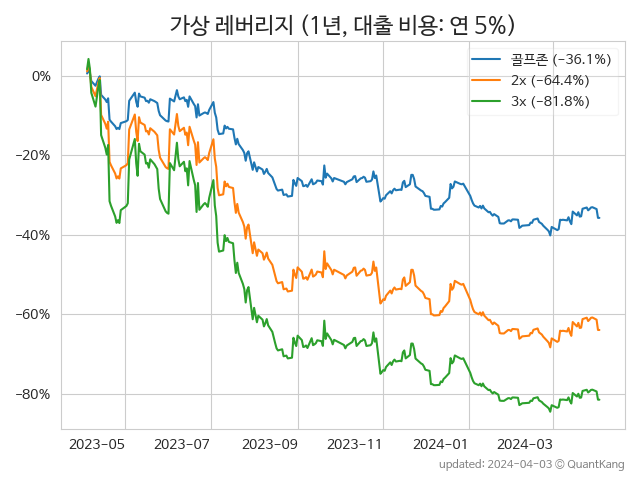 가상 레버리지 (1년, 대출 비용: 연 5%)
골프존 (−36.1%)
2x (−64.4%)
3x (−81.8%)
0%
−20%
−40%
−60%
−80%
2023−05
2023−07
2023−09
2023−11
2024−01
2024−03
updated: 2024-04-03 © QuantKang